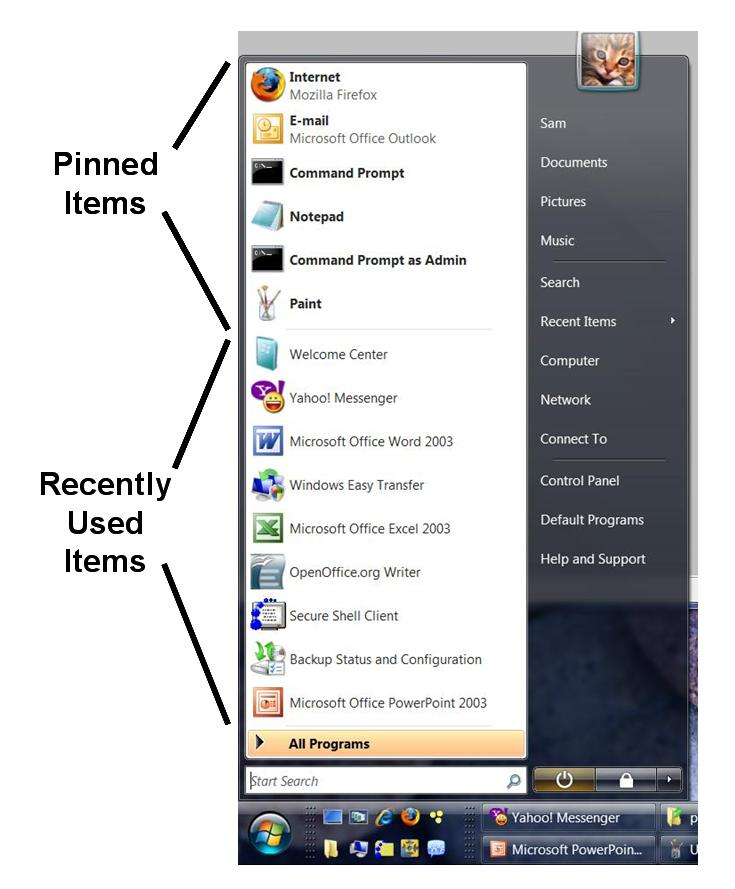 Pinned
Items
Recently
Used
Items
Internet
Mozilla Firefox
E-mail
Microsoft Office Outlook
Command Prompt
Notepad
Command Prompt as Admin
Paint
Welcome Center
Yahoo! Messenger
Microsoft Office Word 2003
Windows Easy Transfer
Microsoft Office Excel 2003
OpenOffice.org Writer
Secure Shell Client
Backup Status and Configuration
Microsoft Office PowerPoint 2003
All Programs
Start Search
Sam
Documents
Pictures
Music
Search
Recent Items
Computer
Network
Connect To
Control Panel
Default Programs
Help and Support
Yahoo! Messenger
p
Microsoft PowerPoin...
U